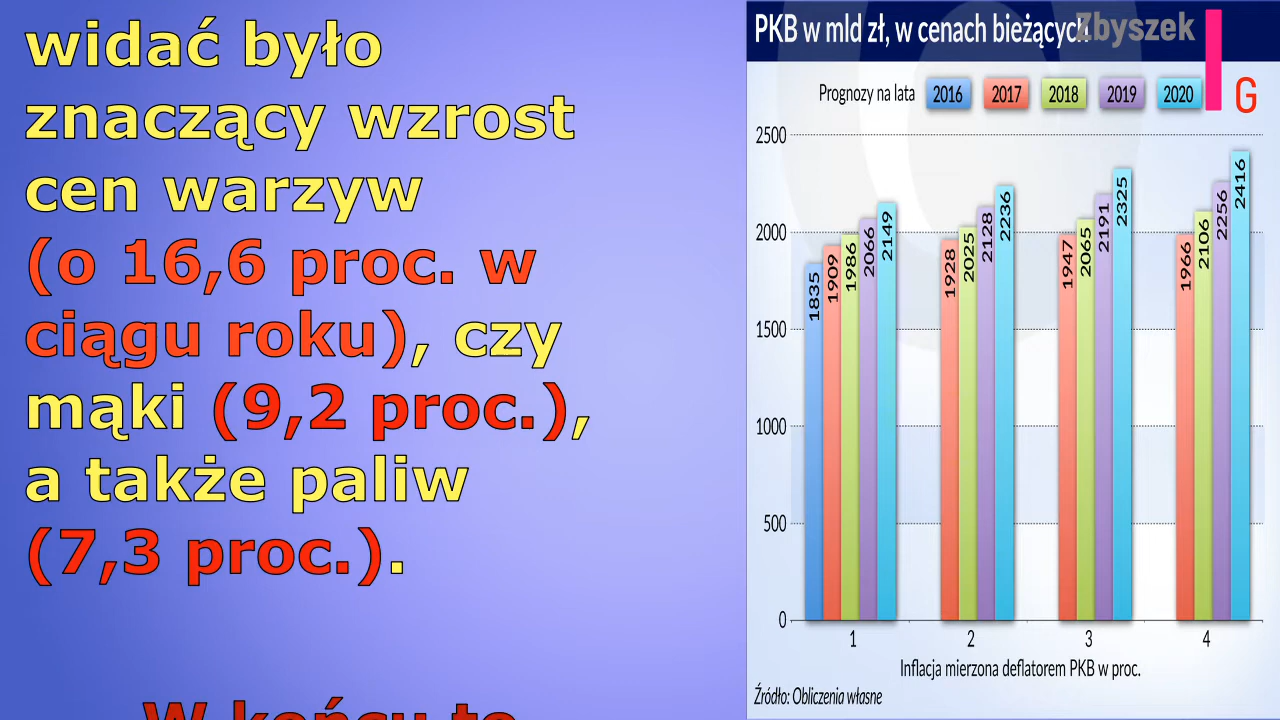 widać było
znaczący wzrost
cen warzyw
(o 16,6 proc. w
ciągu roku), czy
mąki (9,2 proc.),
a także paliw
(7,3 proc.).
W końcu to
PKB w mld zł, w cenach bieżących
Zbyszek
G
Prognozy na lata 2016 2017 2018 2019 2020
2500
2000
1500
1000
500
0
1835 1909 1986 2066 2149
1928 2025 2128 2236
1947 2065 2191 2325
1966 2106 2256 2416
1 2 3 4
Inflacja mierzona deflatorem PKB w proc.
Źródło: Obliczenia własne